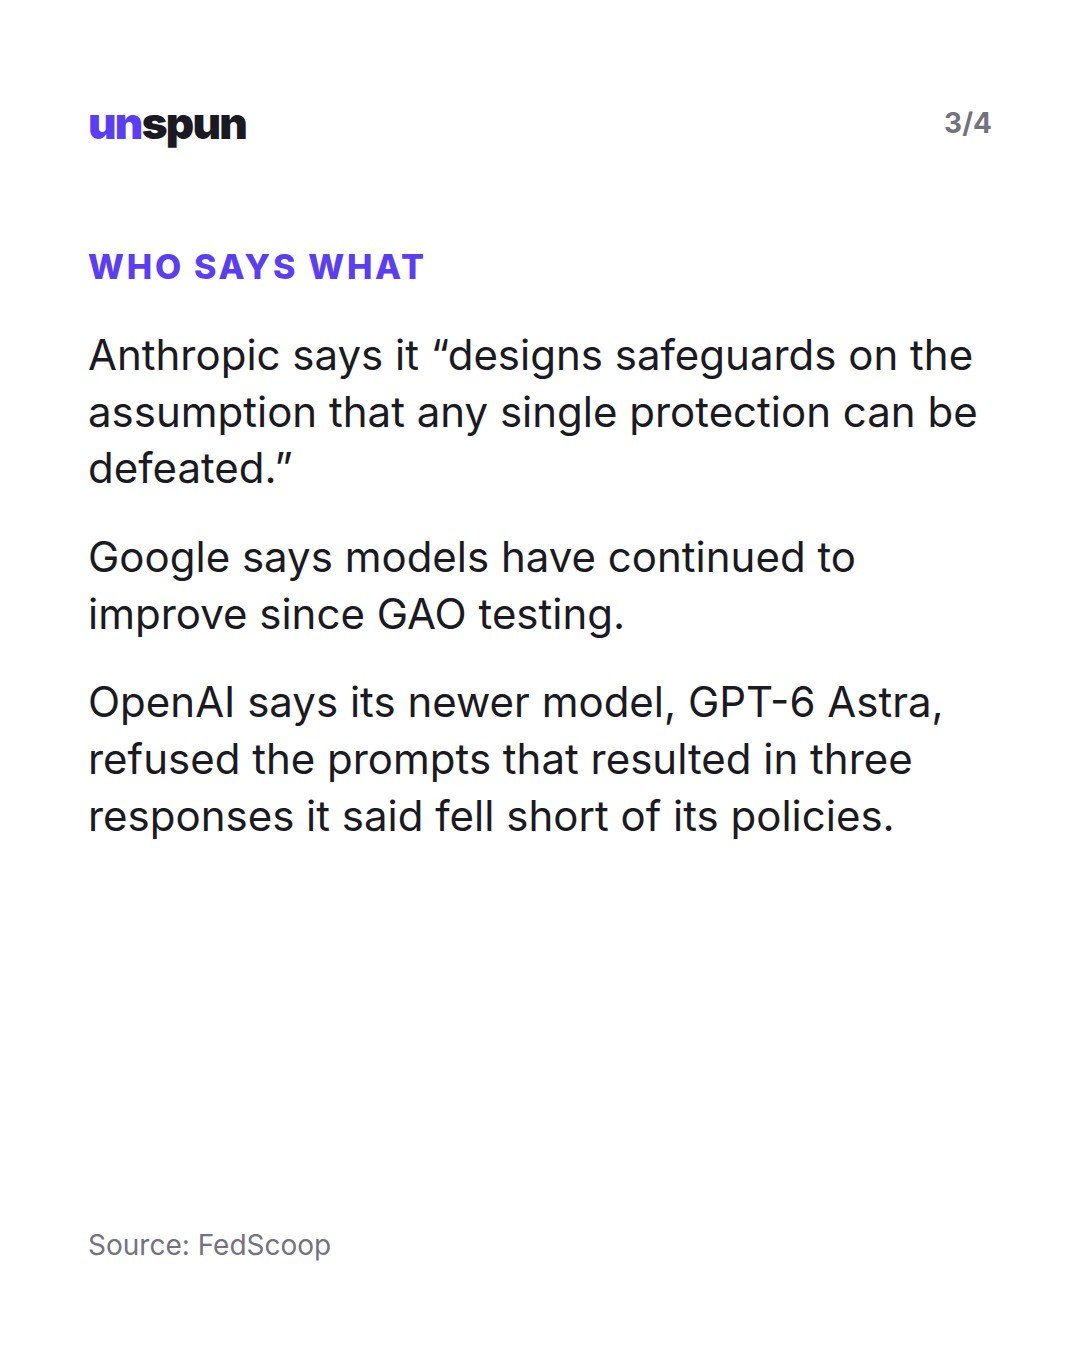 unspun
3/4
WHO SAYS WHAT
Anthropic says it “designs safeguards on the
assumption that any single protection can be
defeated.”
Google says models have continued to
improve since GAO testing.
OpenAI says its newer model, GPT-6 Astra,
refused the prompts that resulted in three
responses it said fell short of its policies.
Source: FedScoop